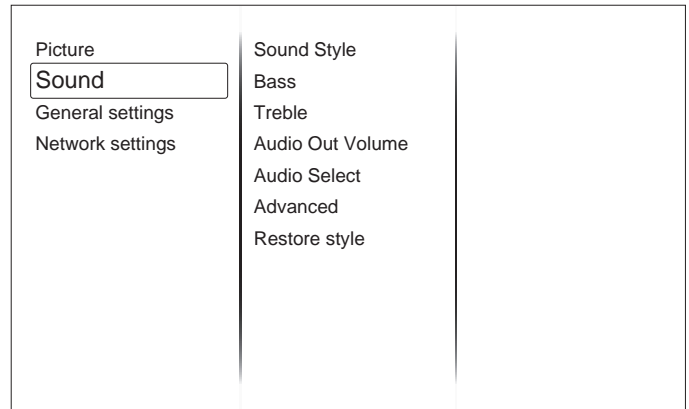 Picture
Sound
General settings
Network settings
Sound Style
Bass
Treble
Audio Out Volume
Audio Select
Advanced
Restore style